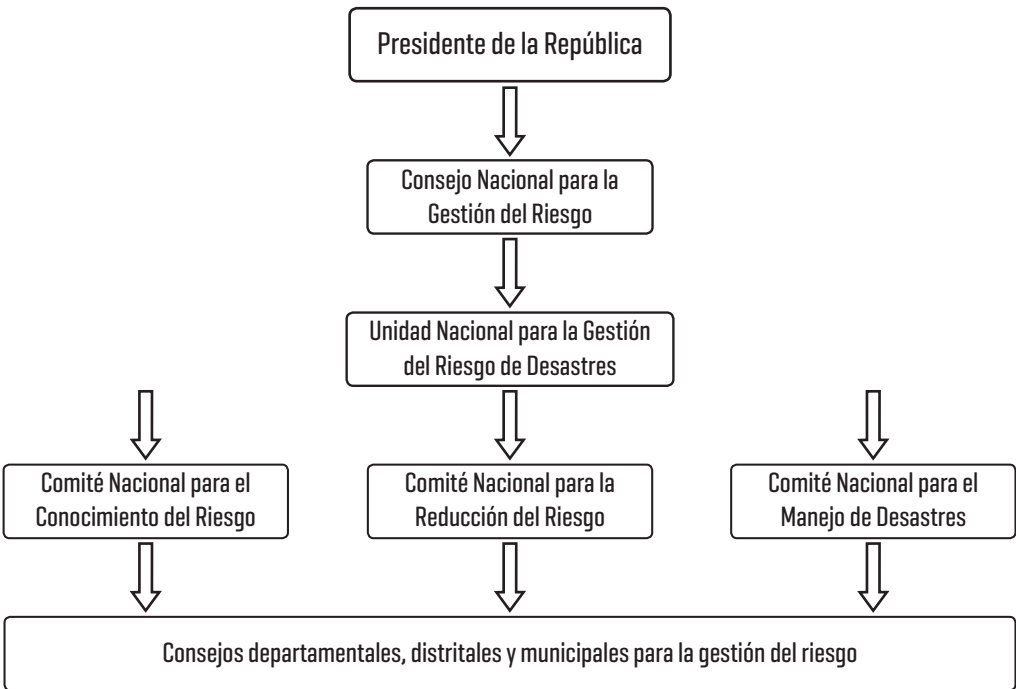 Presidente de la República
Consejo Nacional para la
Gestión del Riesgo
Unidad Nacional para la Gestión
del Riesgo de Desastres
Comité Nacional para el
Conocimiento del Riesgo
Comité Nacional para la
Reducción del Riesgo
Comité Nacional para el
Manejo de Desastres
Consejos departamentales, distritales y municipales para la gestión del riesgo